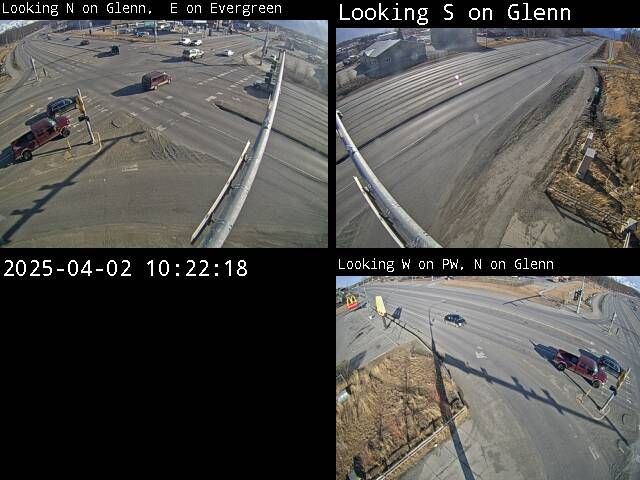 Looking N on Glenn,  E on Evergreen
Looking S on Glenn
2025-04-02 10:22:18
Looking W on PW, N on Glenn